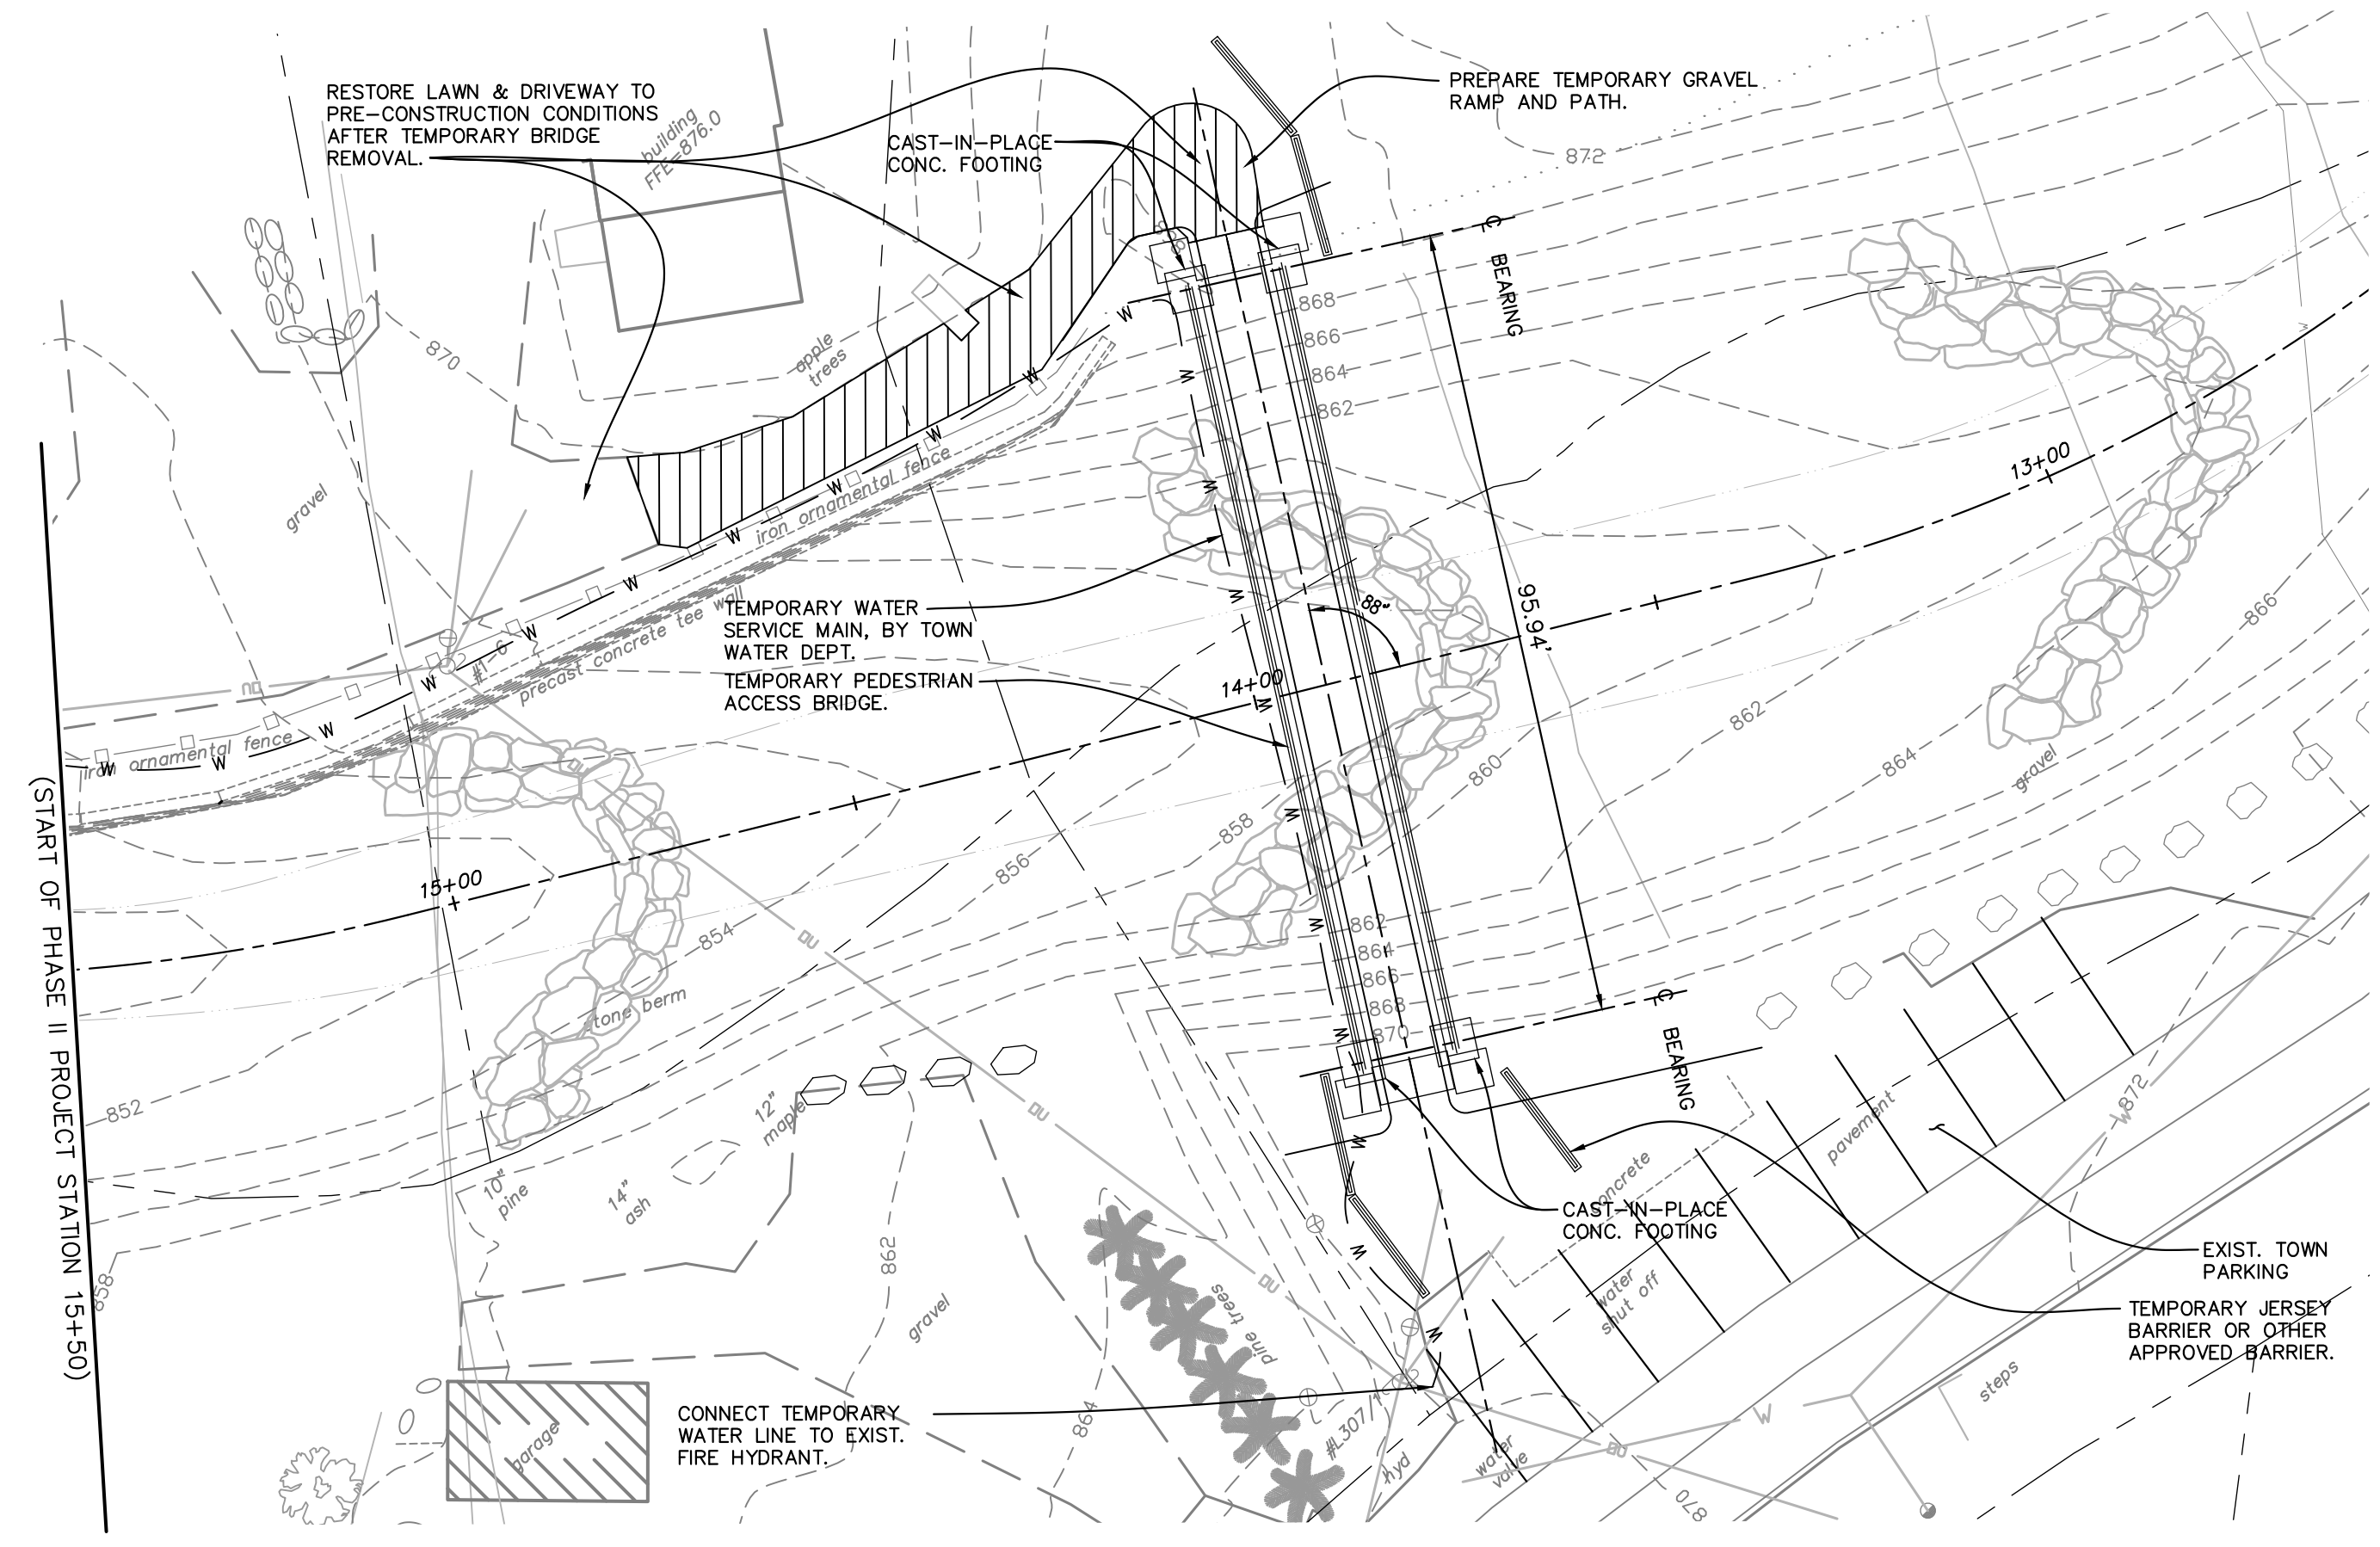 RESTORE LAWN & DRIVEWAY TO
PRE-CONSTRUCTION CONDITIONS
AFTER TEMPORARY BRIDGE
REMOVAL.
building
FFE=876.0
CAST-IN-PLACE
CONC. FOOTING
PREPARE TEMPORARY GRAVEL
RAMP AND PATH.
872
868
℄ BEARING
868
866
864
862
870
apple
trees
gravel
W
W
W
W
W
W
W
W
W
W
W
iron ornamental fence
precast concrete tee wall
#1-6
iron ornamental fence
TEMPORARY WATER
SERVICE MAIN, BY TOWN
WATER DEPT.
TEMPORARY PEDESTRIAN
ACCESS BRIDGE.
W
W
W
W
W
W
W
W
W
W
88°
95.94'
13+00
14+00
15+00
866
862
864
860
858
856
854
852
858
gravel
stone berm
862
864
866
868
870
℄ BEARING
(START OF PHASE II PROJECT STATION 15+50)
12"
maple
10"
pine
14"
ash
862
864
gravel
pine trees
garage
CONNECT TEMPORARY
WATER LINE TO EXIST.
FIRE HYDRANT.
hyd
water
valve
water
shut off
concrete
pavement
CAST-IN-PLACE
CONC. FOOTING
872
W
W
870
steps
EXIST. TOWN
PARKING
TEMPORARY JERSEY
BARRIER OR OTHER
APPROVED BARRIER.